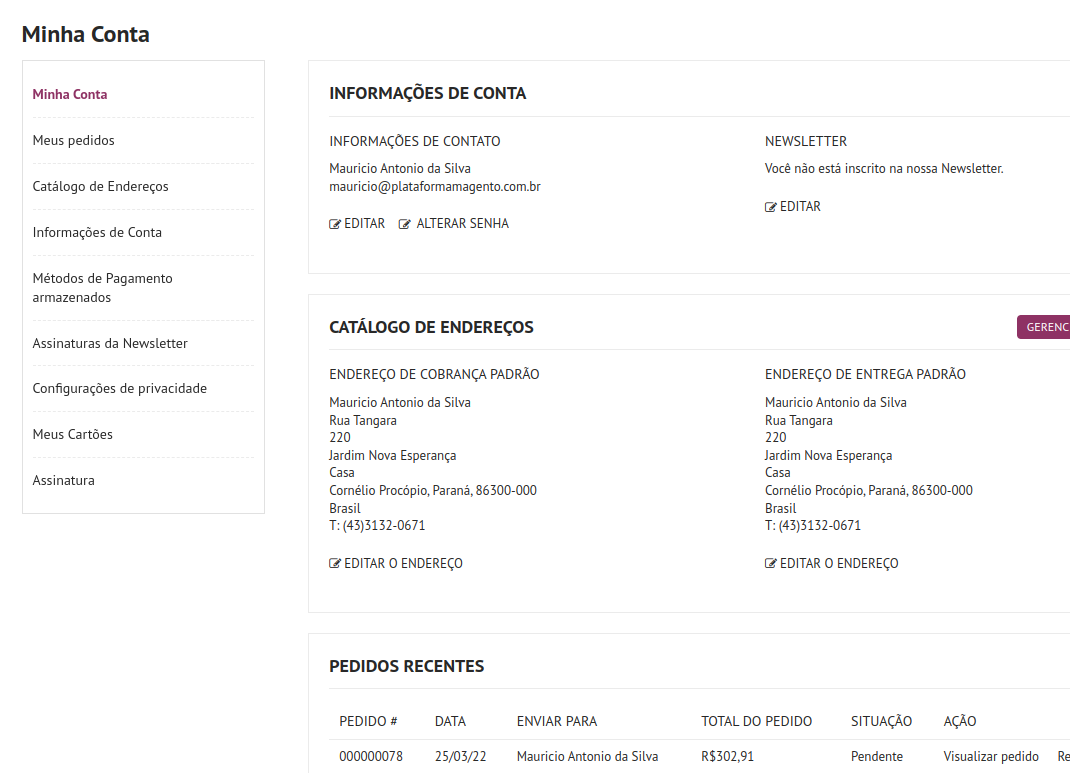 Minha Conta
Minha Conta
Meus pedidos
Catálogo de Endereços
Informações de Conta
Métodos de Pagamento
armazenados
Assinaturas da Newsletter
Configurações de privacidade
Meus Cartões
Assinatura
INFORMAÇÕES DE CONTA
INFORMAÇÕES DE CONTATO
Mauricio Antonio da Silva
mauricio@plataformamagento.com.br
EDITAR ALTERAR SENHA
NEWSLETTER
Você não está inscrito na nossa Newsletter.
EDITAR
CATÁLOGO DE ENDEREÇOS
GERENC
ENDEREÇO DE COBRANÇA PADRÃO
Mauricio Antonio da Silva
Rua Tangara
220
Jardim Nova Esperança
Casa
Cornélio Procópio, Paraná, 86300-000
Brasil
T: (43)3132-0671
EDITAR O ENDEREÇO
ENDEREÇO DE ENTREGA PADRÃO
Mauricio Antonio da Silva
Rua Tangara
220
Jardim Nova Esperança
Casa
Cornélio Procópio, Paraná, 86300-000
Brasil
T: (43)3132-0671
EDITAR O ENDEREÇO
PEDIDOS RECENTES
PEDIDO # DATA ENVIAR PARA TOTAL DO PEDIDO SITUAÇÃO AÇÃO
000000078 25/03/22 Mauricio Antonio da Silva R$302,91 Pendente Visualizar pedido Re